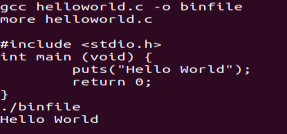 gcc helloworld.c -o binfile
more helloworld.c
#include <stdio.h>
int main (void) {
        puts("Hello World");
        return 0;
}
./binfile
Hello World